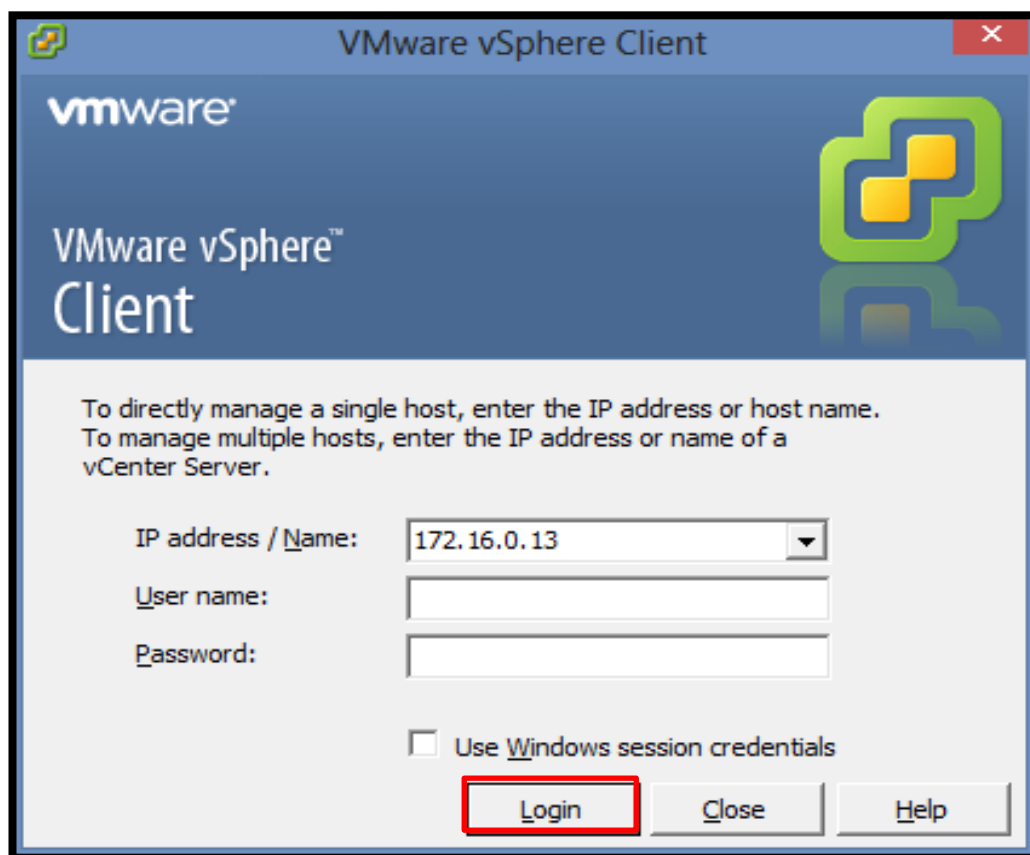 VMware vSphere Client
vmware
VMware vSphere™
Client
To directly manage a single host, enter the IP address or host name.
To manage multiple hosts, enter the IP address or name of a
vCenter Server.
IP address / Name: 172.16.0.13
User name:
Password:
Use Windows session credentials
Login Close Help